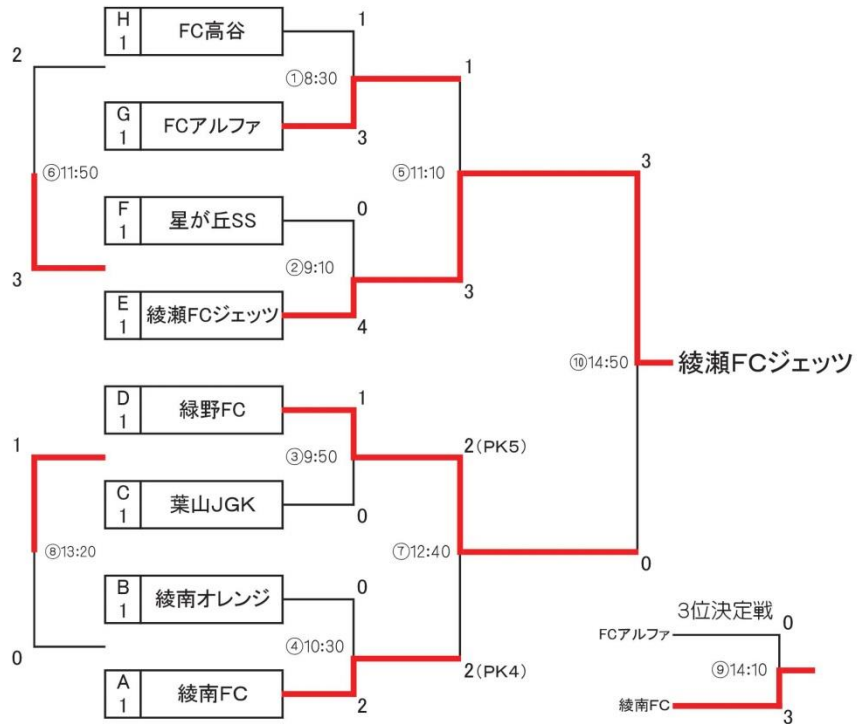 H
1
FC高谷
1
2
①8:30
1
G
1
FCアルファ
3
⑥11:50
⑤11:10
3
F
1
星が丘SS
0
②9:10
3
3
E
1
綾瀬FCジェッツ
4
⑩14:50
綾瀬FCジェッツ
D
1
緑野FC
1
1
③9:50
2(PK5)
C
1
葉山JGK
0
⑧13:20
⑦12:40
0
B
1
綾南オレンジ
0
④10:30
0
2(PK4)
A
1
綾南FC
2
3位決定戦
0
FCアルファ
⑨14:10
綾南FC
3